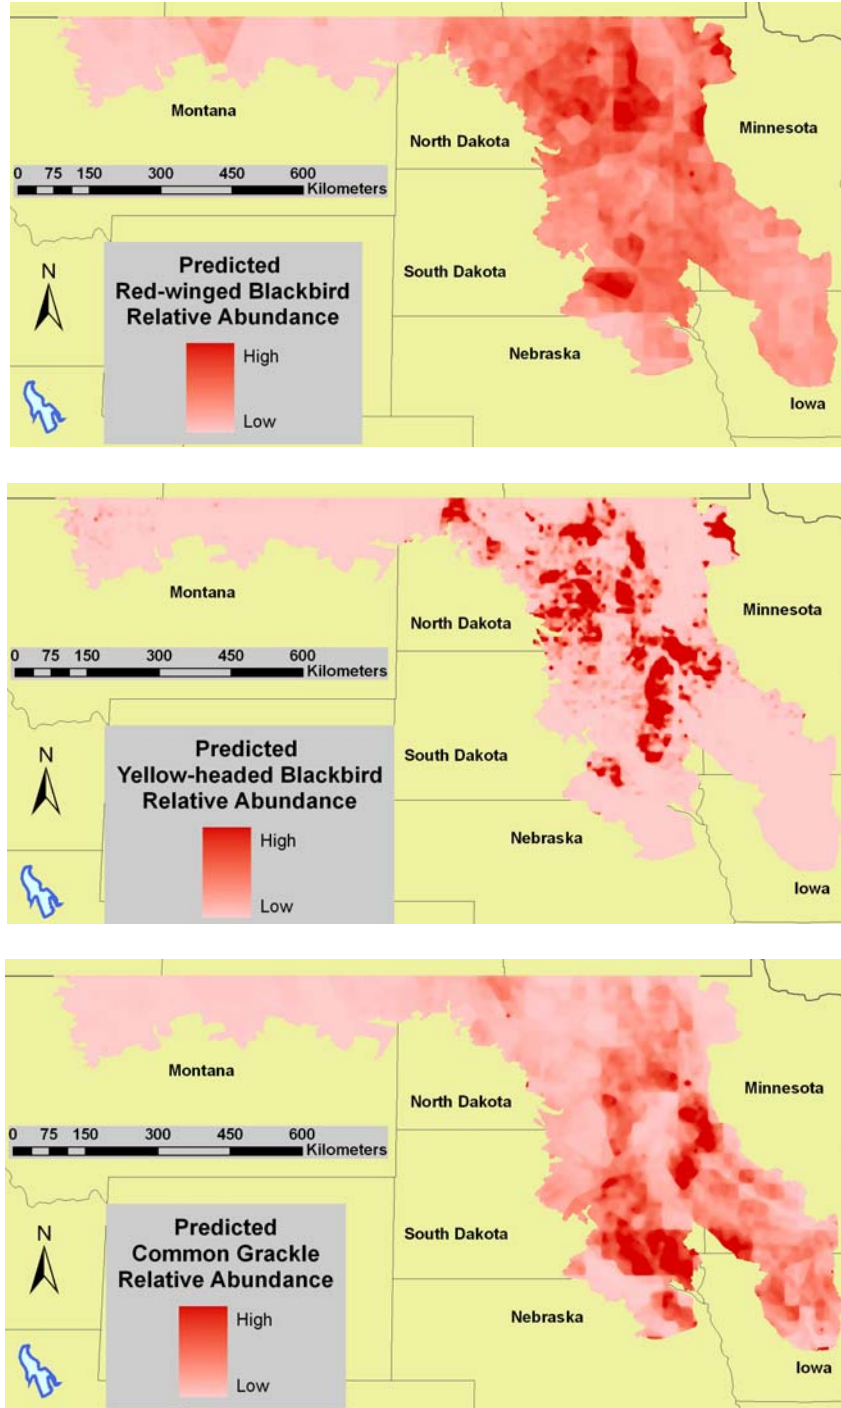 Montana
North Dakota
Minnesota
0 75 150 300 450 600
Kilometers
South Dakota
N
Predicted
Red-winged Blackbird
Relative Abundance
High
Low
Nebraska
Iowa
Montana
North Dakota
Minnesota
0 75 150 300 450 600
Kilometers
South Dakota
N
Predicted
Yellow-headed Blackbird
Relative Abundance
High
Low
Nebraska
Iowa
Montana
North Dakota
Minnesota
0 75 150 300 450 600
Kilometers
South Dakota
N
Predicted
Common Grackle
Relative Abundance
High
Low
Nebraska
Iowa